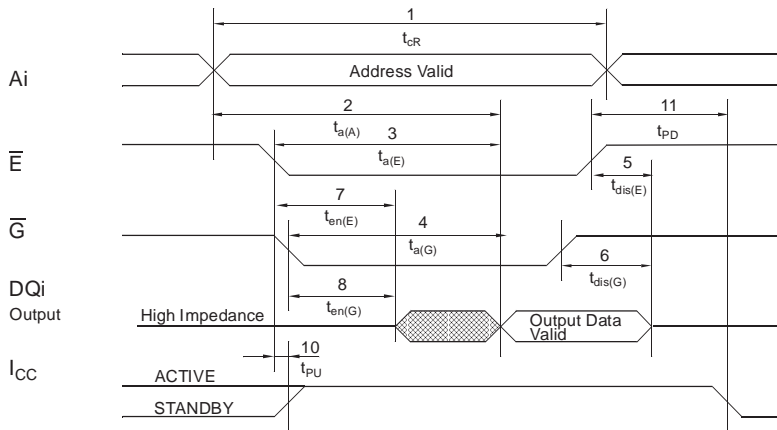 1
t_cR
Ai
Address Valid
2
t_a(A)
3
t_a(E)
11
t_PD
E̅
5
t_dis(E)
7
t_en(E)
G̅
4
t_a(G)
6
t_dis(G)
8
t_en(G)
DQi
Output
High Impedance
Output Data
Valid
10
t_PU
I_CC
ACTIVE
STANDBY